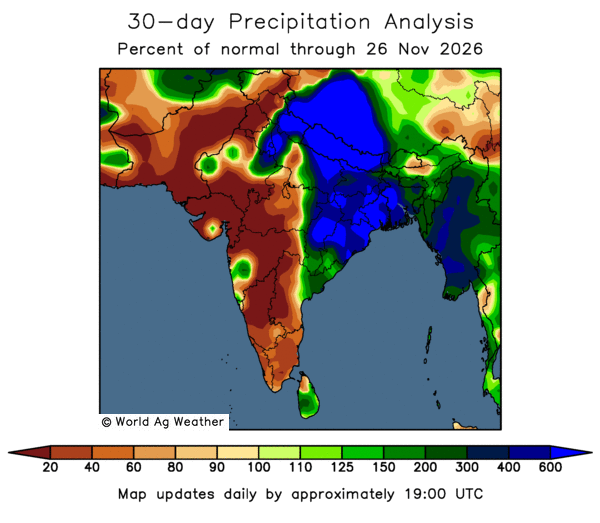 30-day Precipitation Analysis
Percent of normal through 26 Nov 2026
© World Ag Weather
20 40 60 80 90 100 110 125 150 200 300 400 600
Map updates daily by approximately 19:00 UTC